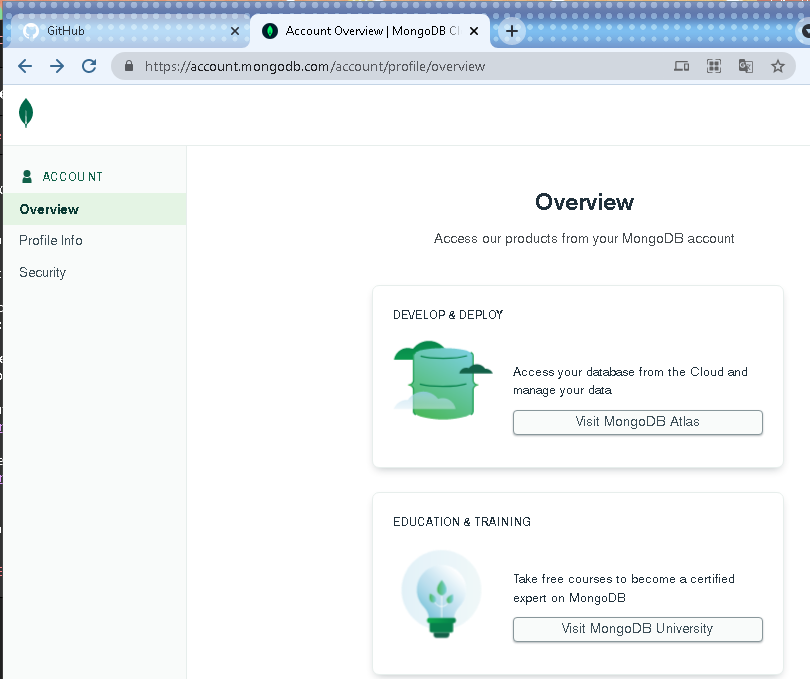 GitHub
Account Overview | MongoDB Cl
https://account.mongodb.com/account/profile/overview
ACCOUNT
Overview
Profile Info
Security
Overview
Access our products from your MongoDB account
DEVELOP & DEPLOY
Access your database from the Cloud and
manage your data
Visit MongoDB Atlas
EDUCATION & TRAINING
Take free courses to become a certified
expert on MongoDB
Visit MongoDB University